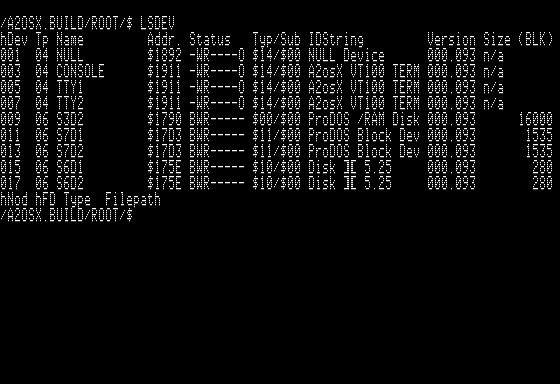 /A2OSX.BUILD/ROOT/$ LSDEV
hDev Tp Name Addr. Status Typ/Sub IDString Version Size (BLK)
001 04 NULL $1892 -WR----O $14/$00 NULL Device 000.093 n/a
003 04 CONSOLE $1911 -WR----O $14/$00 A2osX VT100 TERM 000.093 n/a
005 04 TTY1 $1911 -WR----O $14/$00 A2osX VT100 TERM 000.093 n/a
007 04 TTY2 $1911 -WR----O $14/$00 A2osX VT100 TERM 000.093 n/a
009 06 S3D2 $1790 BWR----- $00/$00 ProDOS /RAM Disk 000.093 16000
011 06 S7D1 $17D3 BWR----- $11/$00 ProDOS Block Dev 000.093 1535
013 06 S7D2 $17D3 BWR----- $11/$00 ProDOS Block Dev 000.093 1535
015 06 S6D1 $175E BWR----- $10/$00 Disk ][ 5.25 000.093 280
017 06 S6D2 $175E BWR----- $10/$00 Disk ][ 5.25 000.093 280
hNod hFD Type Filepath
/A2OSX.BUILD/ROOT/$